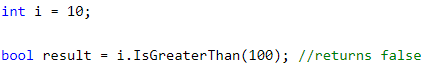 int i = 10;
bool result = i.IsGreaterThan(100); //returns false